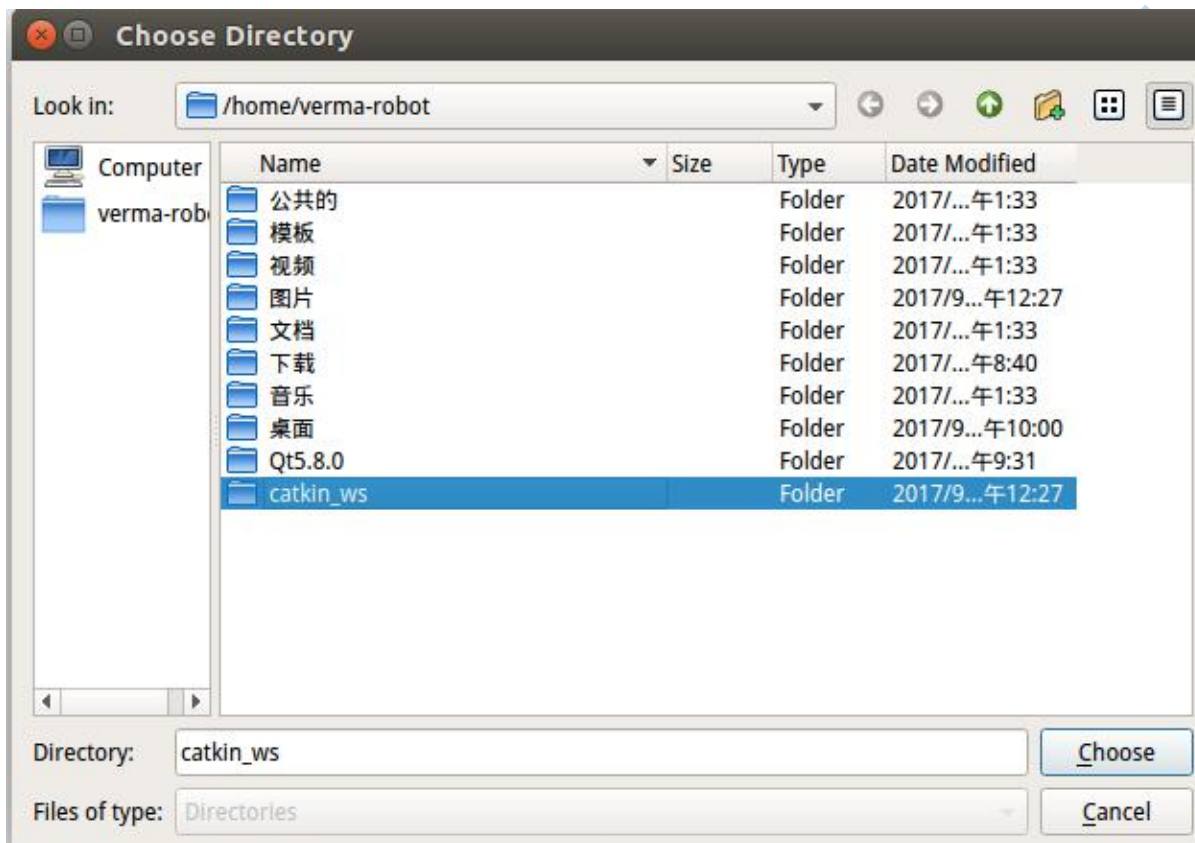 Choose Directory
Look in: /home/verma-robot
Computer
verma-rob
Name Size Type Date Modified
公共的 Folder 2017/...午1:33
模板 Folder 2017/...午1:33
视频 Folder 2017/...午1:33
图片 Folder 2017/9...午12:27
文档 Folder 2017/...午1:33
下载 Folder 2017/...午8:40
音乐 Folder 2017/...午1:33
桌面 Folder 2017/9...午10:00
Qt5.8.0 Folder 2017/...午9:31
catkin_ws Folder 2017/9...午12:27
Directory: catkin_ws Choose
Files of type: Directories Cancel